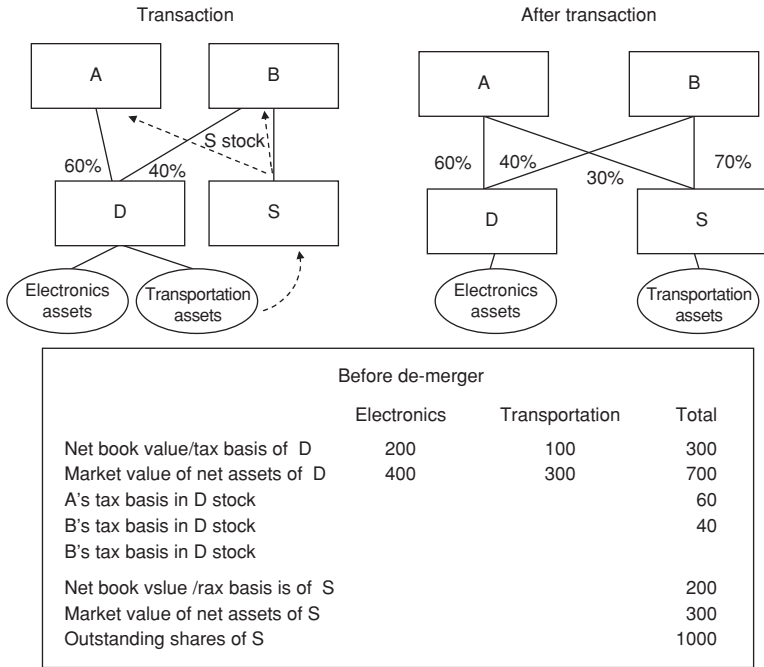 Transaction
After transaction
A
B
A
B
S stock
60%
40%
60%
40%
30%
70%
D
S
D
S
Electronics
assets
Transportation
assets
Electronics
assets
Transportation
assets
Before de-merger
Electronics Transportation Total
Net book value/tax basis of D 200 100 300
Market value of net assets of D 400 300 700
A's tax basis in D stock 60
B's tax basis in D stock 40
B's tax basis in D stock
Net book vslue /rax basis is of S 200
Market value of net assets of S 300
Outstanding shares of S 1000